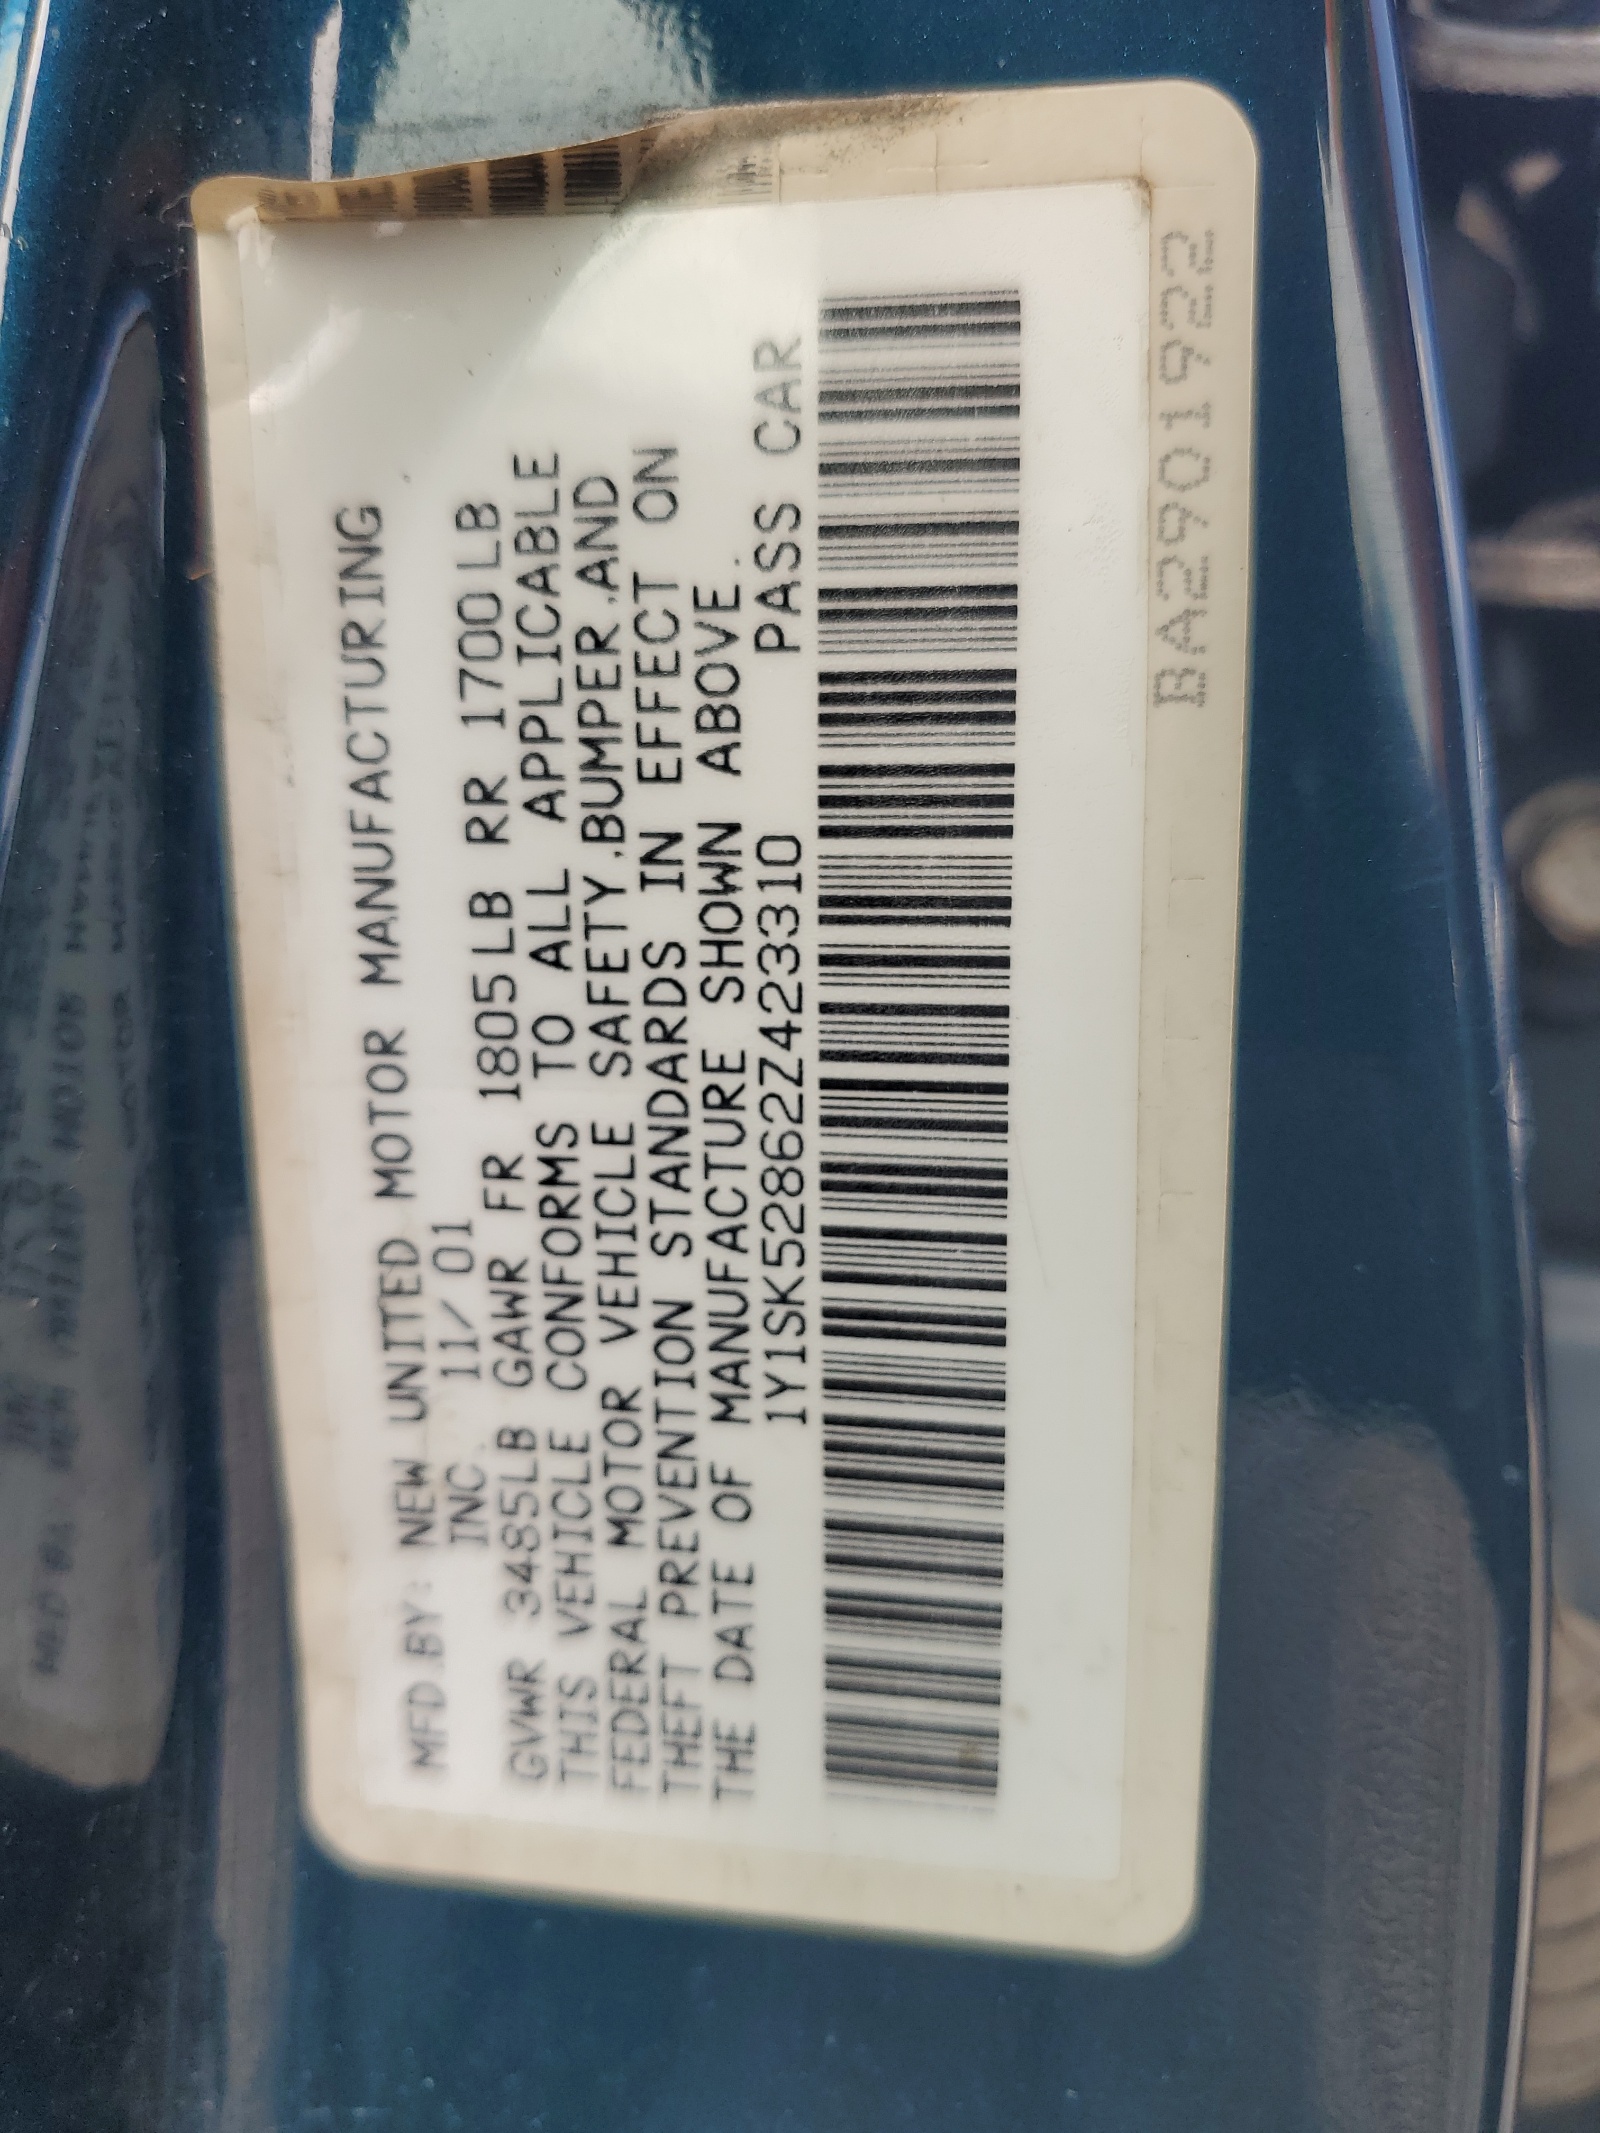 MFD.BY: NEW UNITED MOTOR MANUFACTURING
INC. 11/01
GVWR 3485LB GAWR FR 1805LB RR 1700LB
THIS VEHICLE CONFORMS TO ALL APPLICABLE
FEDERAL MOTOR VEHICLE SAFETY,BUMPER,AND
THEFT PREVENTION STANDARDS IN EFFECT ON
THE DATE OF MANUFACTURE SHOWN ABOVE.
1Y1SK52862Z423310 PASS CAR